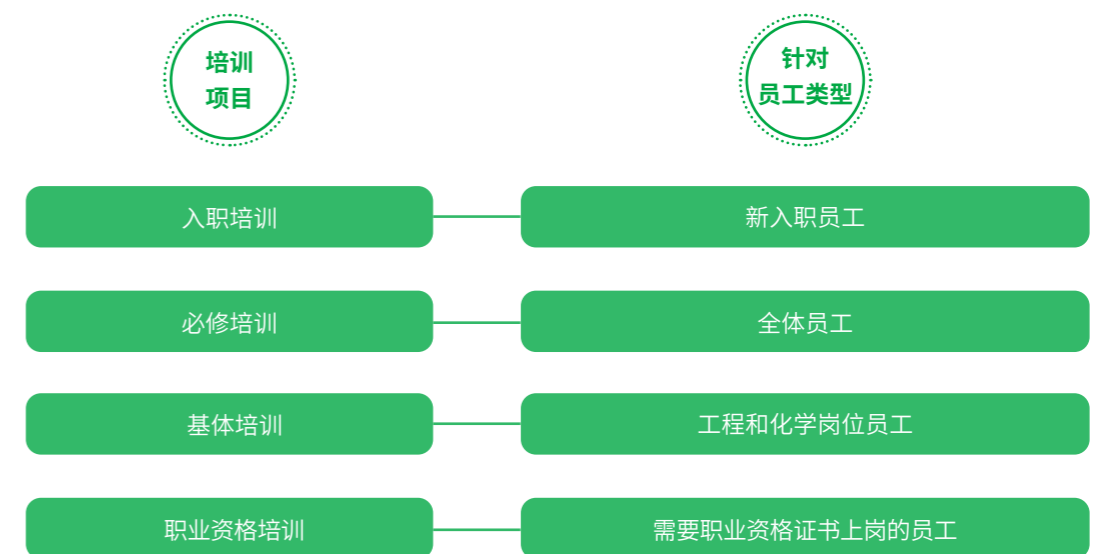 培训
项目
针对
员工类型
入职培训
新入职员工
必修培训
全体员工
基体培训
工程和化学岗位员工
职业资格培训
需要职业资格证书上岗的员工